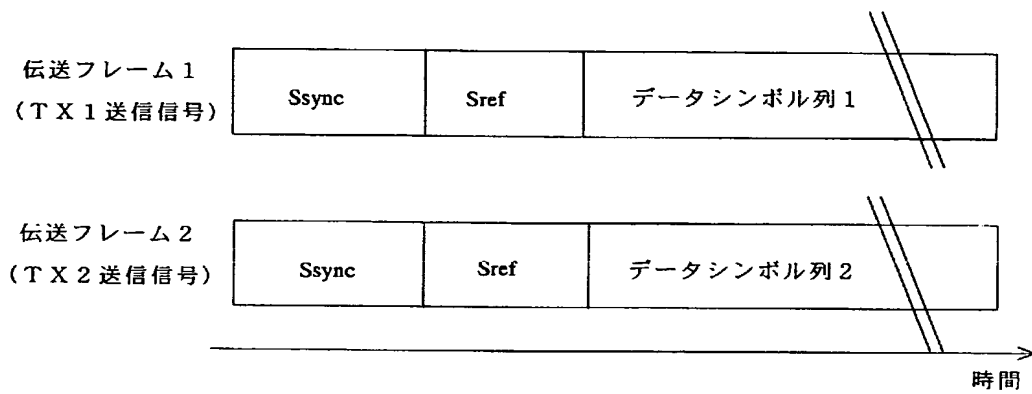 伝送フレーム1
(TX1送信信号)
Ssync
Sref
データシンボル列1
伝送フレーム2
(TX2送信信号)
Ssync
Sref
データシンボル列2
時間